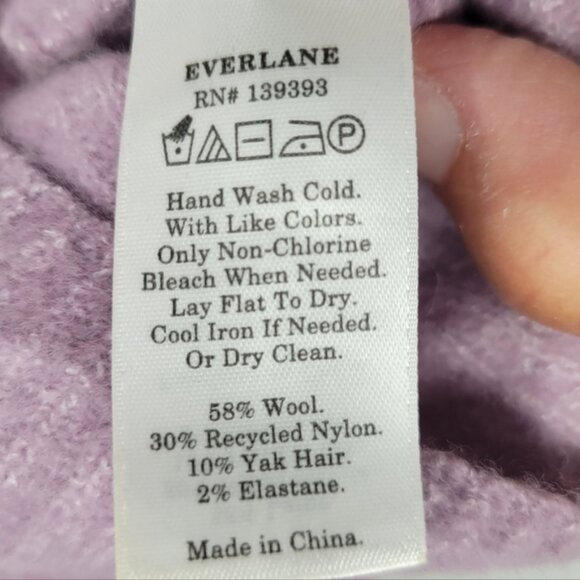 EVERLANE
RN# 139393
P
Hand Wash Cold.
With Like Colors.
Only Non-Chlorine
Bleach When Needed.
Lay Flat To Dry.
Cool Iron If Needed.
Or Dry Clean.
58% Wool.
30% Recycled Nylon.
10% Yak Hair.
2% Elastane.
Made in China.